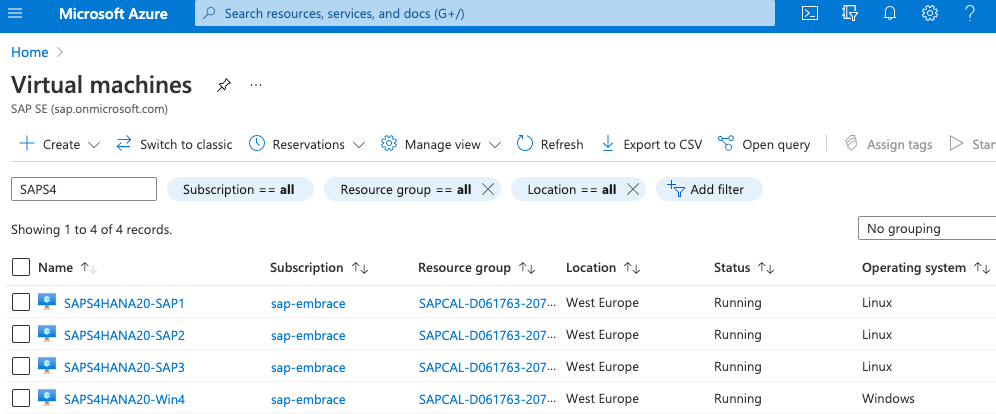 Microsoft Azure
Search resources, services, and docs (G+/)
Home
Virtual machines
SAP SE (sap.onmicrosoft.com)
Create Switch to classic Reservations Manage view Refresh Export to CSV Open query Assign tags Start
SAPS4 Subscription == all Resource group == all Location == all Add filter
Showing 1 to 4 of 4 records. No grouping
Name Subscription Resource group Location Status Operating system
SAPS4HANA20-SAP1 sap-embrace SAPCAL-D061763-207... West Europe Running Linux
SAPS4HANA20-SAP2 sap-embrace SAPCAL-D061763-207... West Europe Running Linux
SAPS4HANA20-SAP3 sap-embrace SAPCAL-D061763-207... West Europe Running Linux
SAPS4HANA20-Win4 sap-embrace SAPCAL-D061763-207... West Europe Running Windows